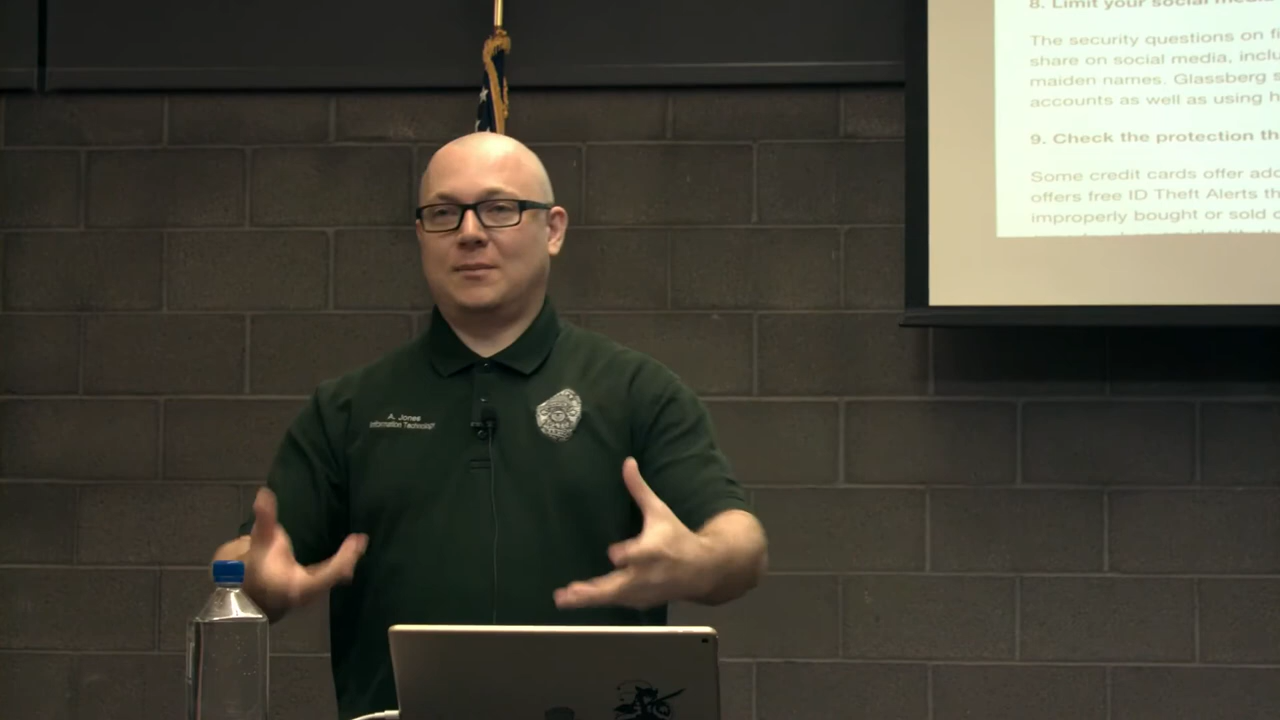 8. Limit your social media
The security questions on fi
share on social media, inclu
maiden names. Glassberg s
accounts as well as using h
9. Check the protection th
Some credit cards offer add
offers free ID Theft Alerts th
improperly bought or sold o
A. Jones
Information Technology